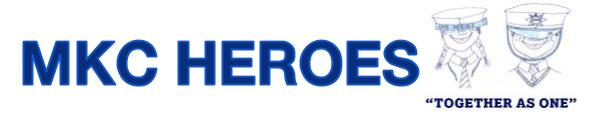 MKC HEROES
“TOGETHER AS ONE”